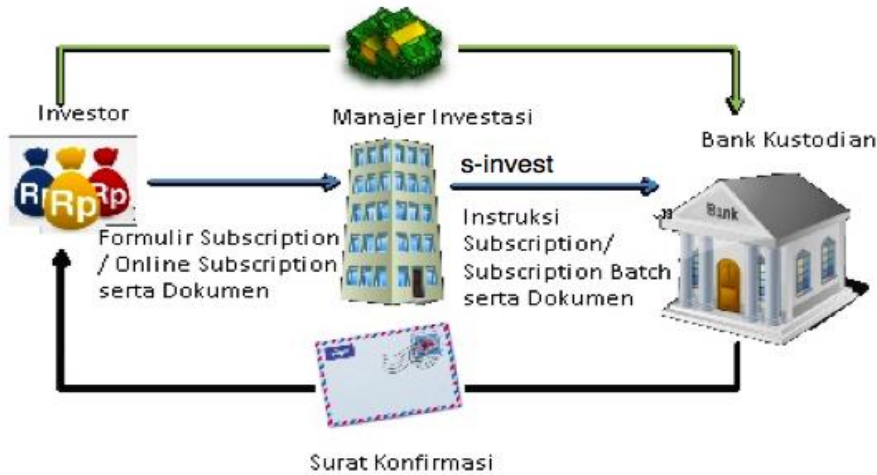 Investor
Manajer Investasi
Bank Kustodian
Rp
Rp
Rp
s-invest
Bank
Formulir Subscription
/ Online Subscription
serta Dokumen
Instruksi
Subscription/
Subscription Batch
serta Dokumen
Surat Konfirmasi